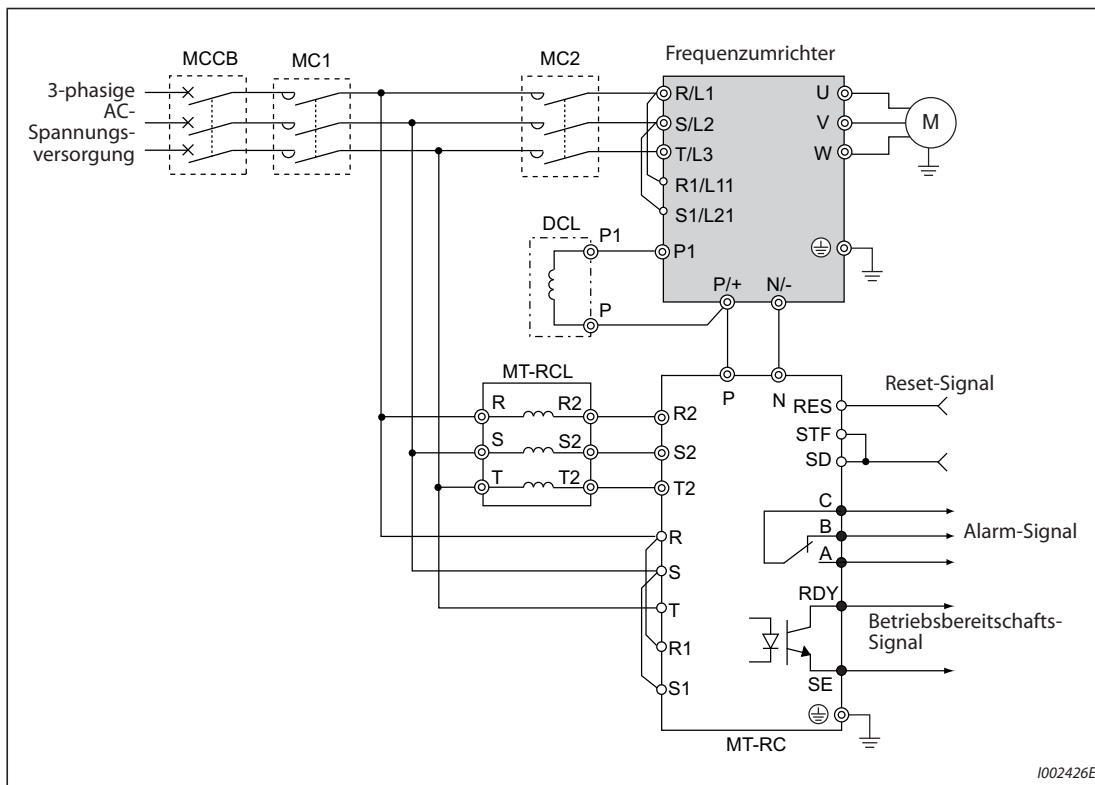 Frequenzumrichter
MCCB
MC1
MC2
3-phasige
AC-
Spannungs-
versorgung
R/L1
S/L2
T/L3
R1/L11
S1/L21
U
V
W
M
DCL
P1
P
P1
P/+
N/-
MT-RCL
R
R2
S
S2
T
T2
R2
S2
T2
R
S
T
R1
S1
P
N
RES
STF
SD
C
B
A
RDY
SE
Reset-Signal
Alarm-Signal
Betriebsbereitschafts-
Signal
MT-RC
I002426E